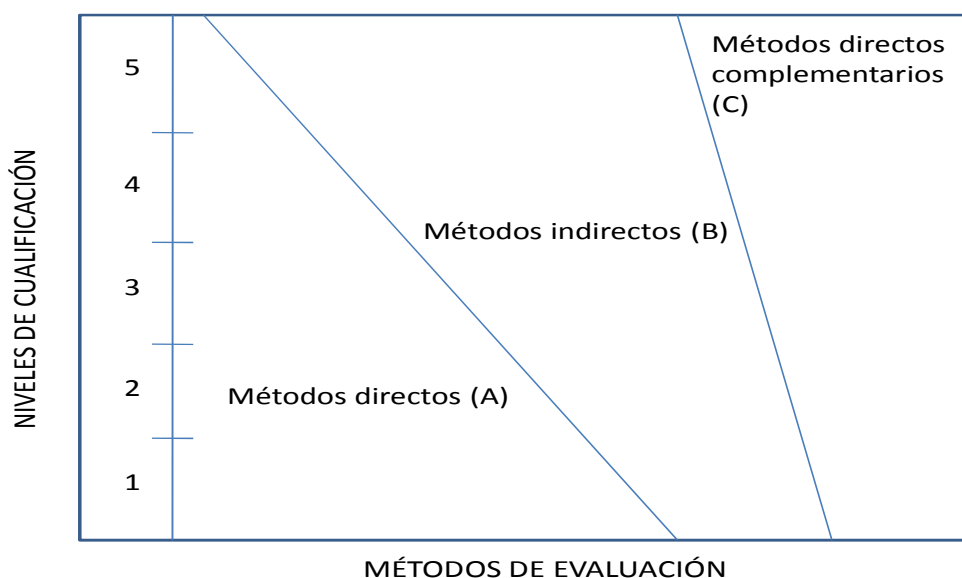 NIVELES DE CUALIFICACIÓN
5
4
3
2
1
Métodos directos (A)
Métodos indirectos (B)
Métodos directos
complementarios
(C)
MÉTODOS DE EVALUACIÓN